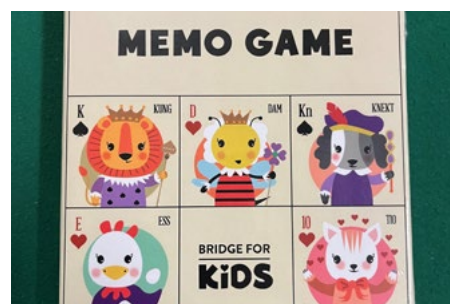 MEMO GAME
K KUNG
D DAM
Kn KNEKT
E ESS
BRIDGE FOR
KiDS
10 TIO